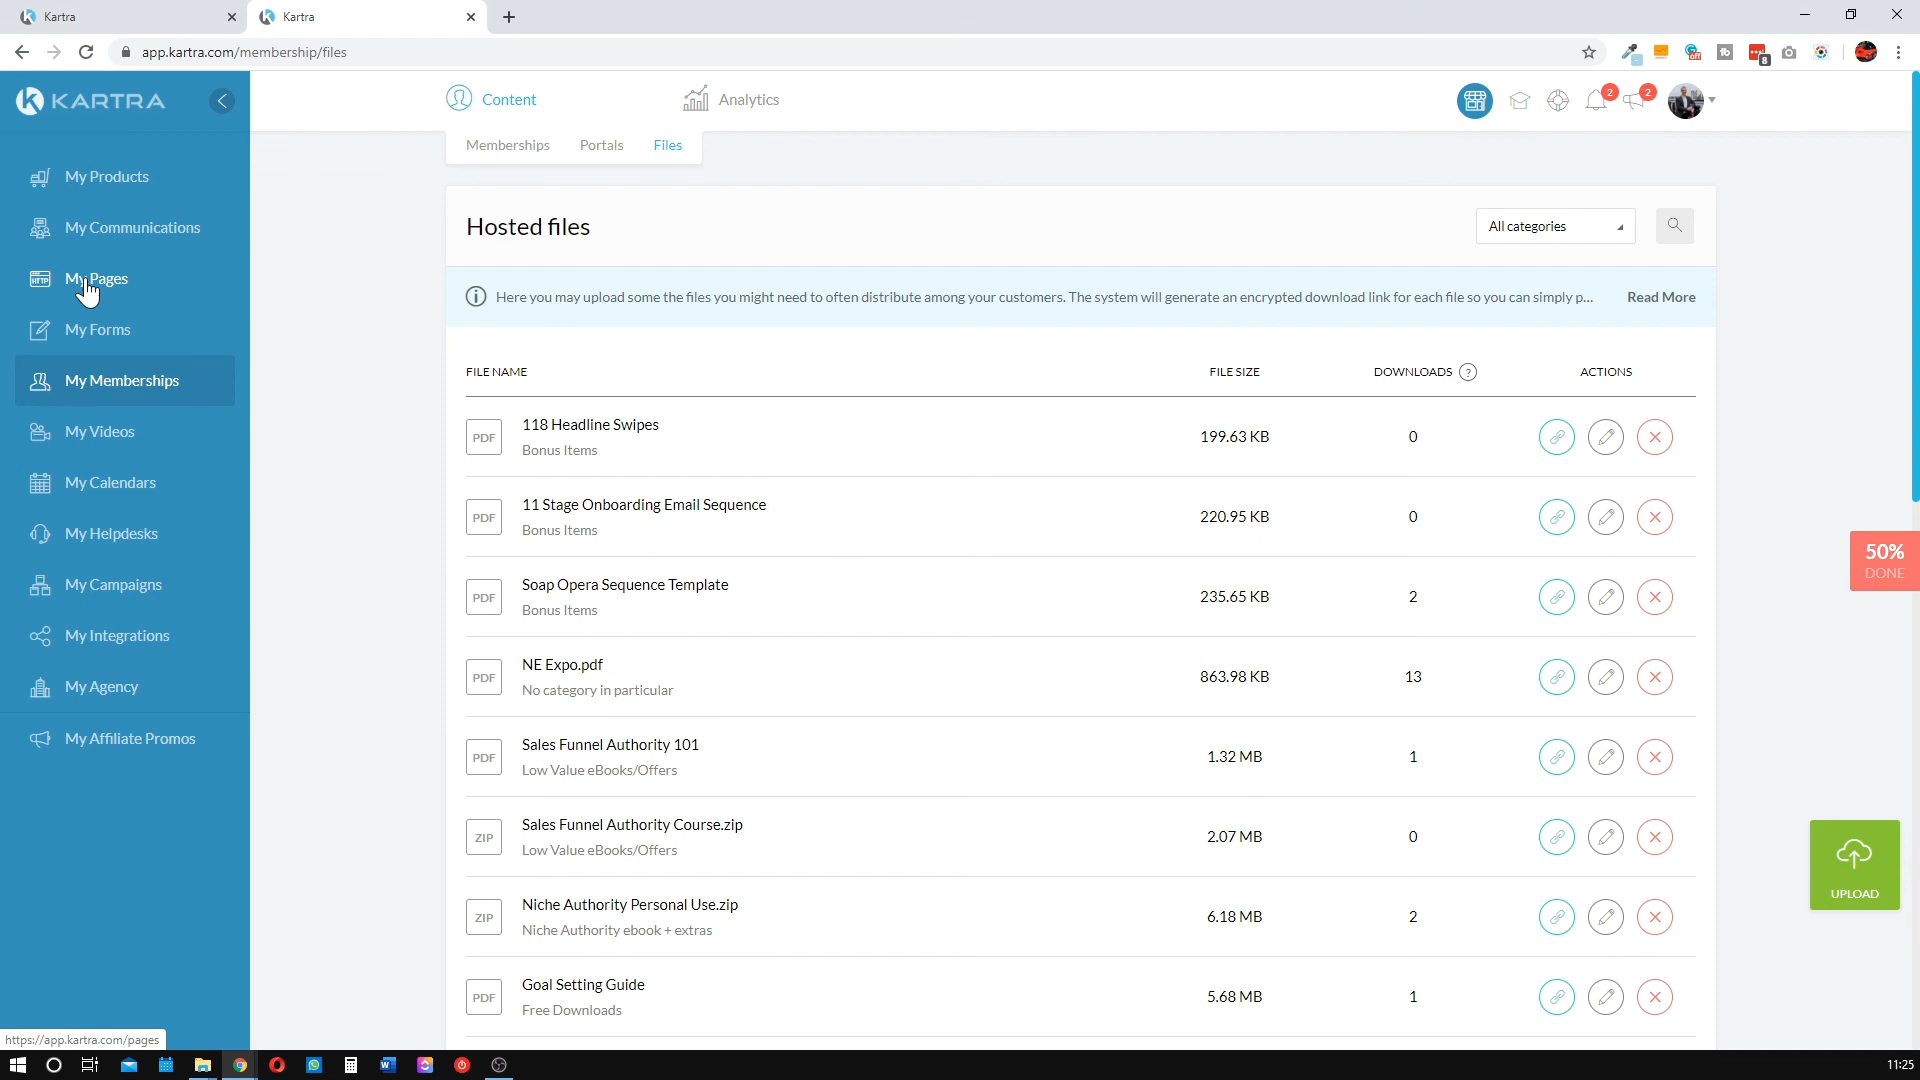 Kartra
Kartra
app.kartra.com/membership/files
8
KARTRA
Content
Analytics
2
2
Memberships
Portals
Files
My Products
My Communications
My Pages
My Forms
My Memberships
My Videos
My Calendars
My Helpdesks
My Campaigns
My Integrations
My Agency
My Affiliate Promos
Hosted files
All categories
Here you may upload some the files you might need to often distribute among your customers. The system will generate an encrypted download link for each file so you can simply p...
Read More
FILE NAME
FILE SIZE
DOWNLOADS ?
ACTIONS
PDF
118 Headline Swipes
Bonus Items
199.63 KB
0
PDF
11 Stage Onboarding Email Sequence
Bonus Items
220.95 KB
0
PDF
Soap Opera Sequence Template
Bonus Items
235.65 KB
2
PDF
NE Expo.pdf
No category in particular
863.98 KB
13
PDF
Sales Funnel Authority 101
Low Value eBooks/Offers
1.32 MB
1
ZIP
Sales Funnel Authority Course.zip
Low Value eBooks/Offers
2.07 MB
0
ZIP
Niche Authority Personal Use.zip
Niche Authority ebook + extras
6.18 MB
2
PDF
Goal Setting Guide
Free Downloads
5.68 MB
1
50%
DONE
UPLOAD
https://app.kartra.com/pages
11:25